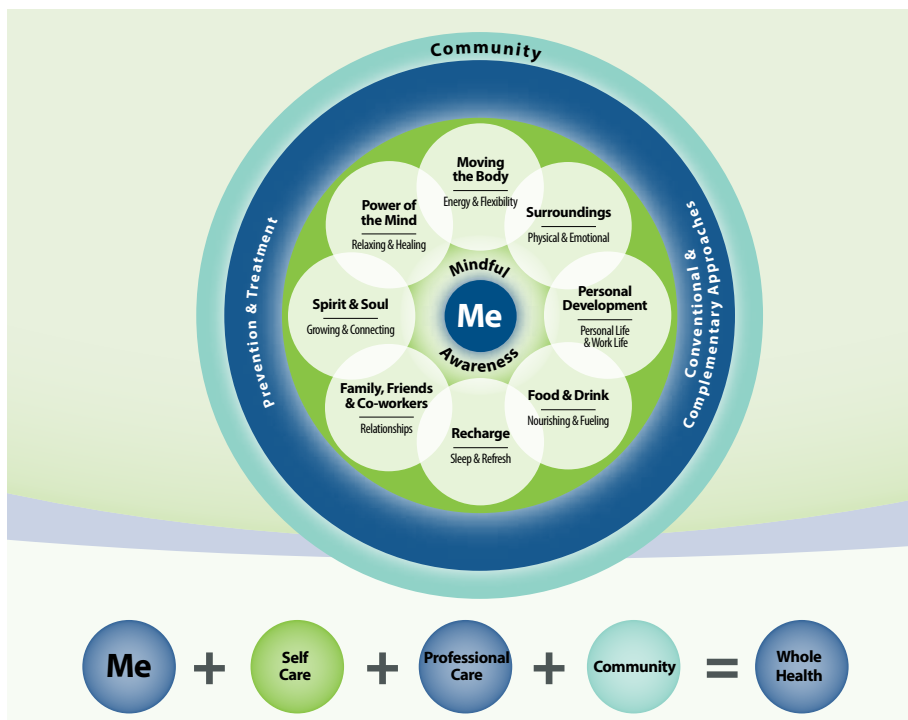 Community
Prevention & Treatment
Conventional &
Complementary Approaches
Moving
the Body
Energy & Flexibility
Surroundings
Physical & Emotional
Personal
Development
Personal Life
& Work Life
Food & Drink
Nourishing & Fueling
Recharge
Sleep & Refresh
Family, Friends
& Co-workers
Relationships
Spirit & Soul
Growing & Connecting
Power of
the Mind
Relaxing & Healing
Mindful
Me
Awareness
Me
+
Self
Care
+
Professional
Care
+
Community
=
Whole
Health